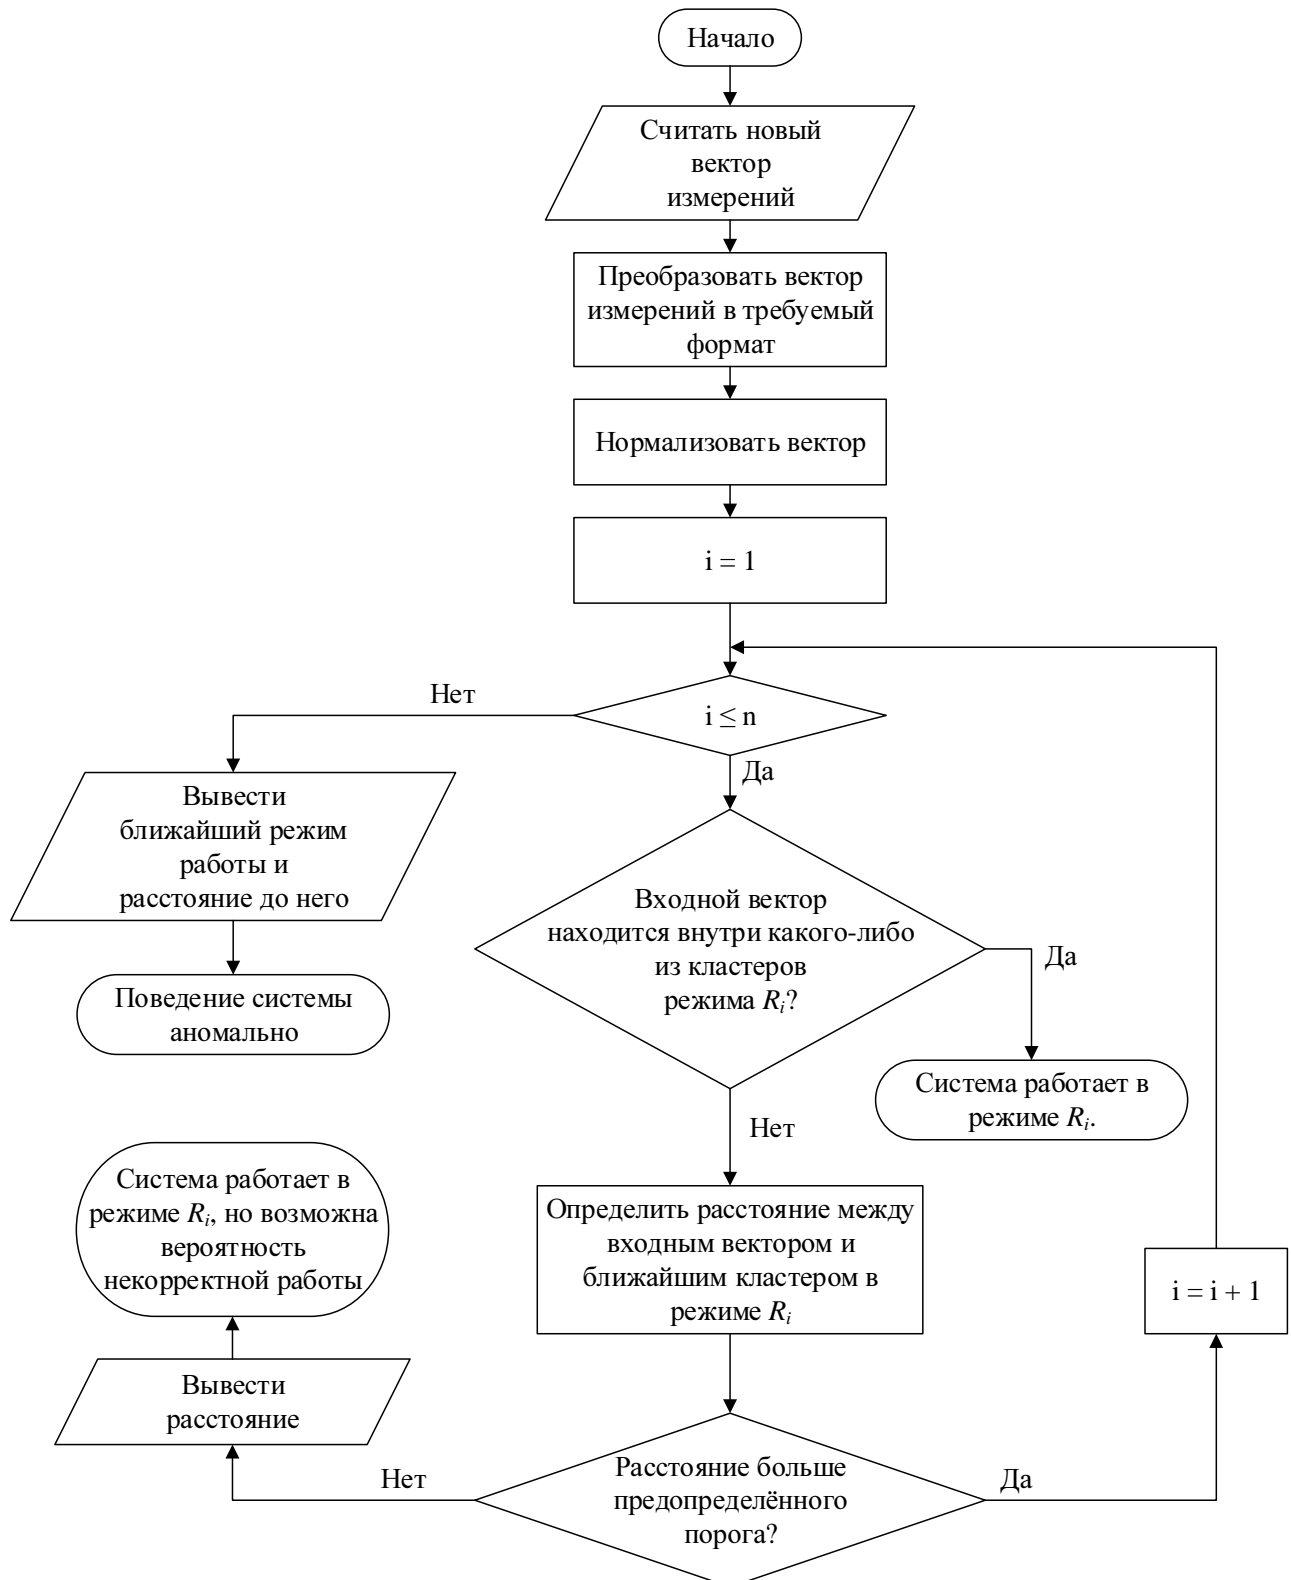 Начало
Считать новый
вектор
измерений
Преобразовать вектор
измерений в требуемый
формат
Нормализовать вектор
i = 1
Нет
i ≤ n
Да
Вывести
ближайший режим
работы и
расстояние до него
Входной вектор
находится внутри какого-либо
из кластеров
режима Ri?
Да
Поведение системы
аномально
Система работает в
режиме Ri.
Нет
Система работает в
режиме Ri, но возможна
вероятность
некорректной работы
Определить расстояние между
входным вектором и
ближайшим кластером в
режиме Ri
i = i + 1
Вывести
расстояние
Нет
Расстояние больше
предопределённого
порога?
Да